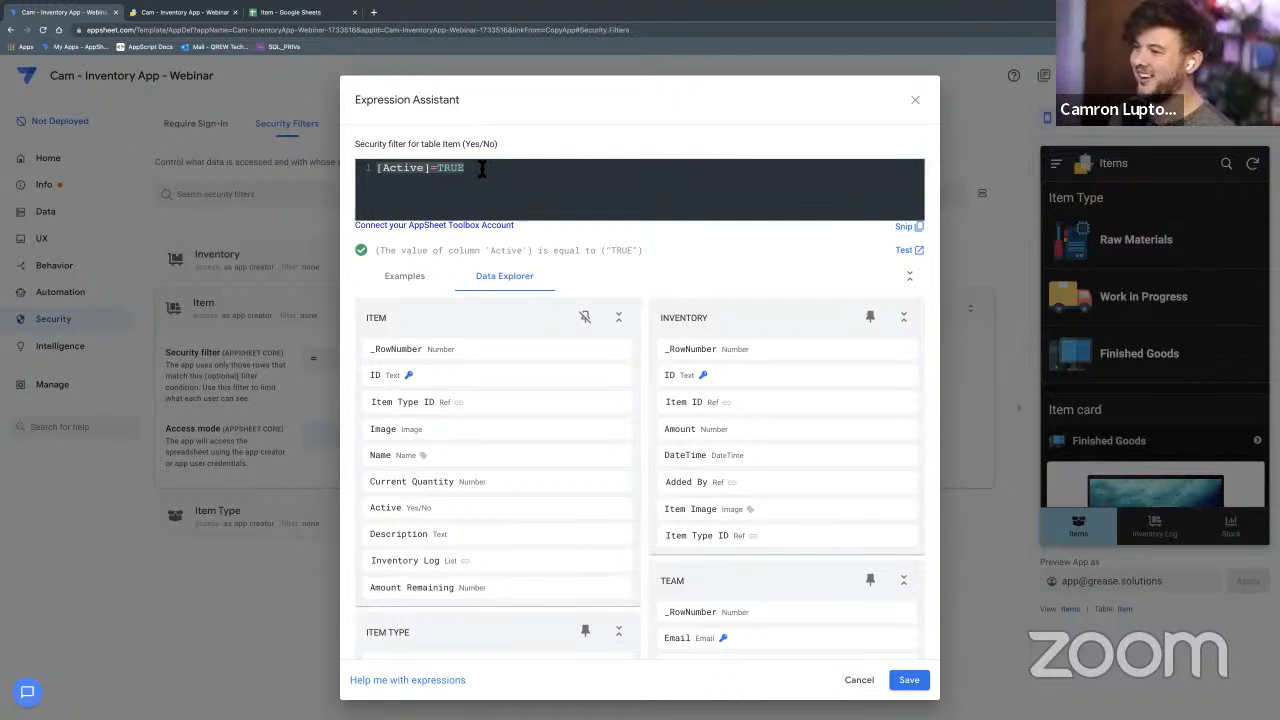 Cam - Inventory App - Webina
Cam - Inventory App - Webinar
Item - Google Sheets
appsheet.com/Template/AppDef?appName=Cam-InventoryApp-Webinar-1733516&appId=Cam-InventoryApp-Webinar-1733516&linkFrom=CopyApp#Security.Filters
Apps
My Apps - AppSh...
AppScript Docs
Mail - QREW Tech...
SQL_PRIVs
Camron Lupto...
Cam - Inventory App - Webinar
Not Deployed
Home
Info
Data
UX
Behavior
Automation
Security
Intelligence
Manage
Search for help
Require Sign-In
Security Filters
Control what data is accessed and with whose
Search security filters
Inventory
access: as app creator filter: none
Item
access: as app creator filter: none
Security filter (APPSHEET CORE)
The app uses only those rows that
match this (optional) filter
condition. Use this filter to limit
what each user can see.
=
Access mode (APPSHEET CORE)
The app will access the
spreadsheet using the app creator
or app user credentials.
Item Type
access: as app creator filter: none
Expression Assistant
Security filter for table Item (Yes/No)
1 [Active]=TRUE
Connect your AppSheet Toolbox Account
Snip
(The value of column 'Active') is equal to ("TRUE")
Test
Examples
Data Explorer
ITEM
_RowNumber Number
ID Text
Item Type ID Ref
Image Image
Name Name
Current Quantity Number
Active Yes/No
Description Text
Inventory Log List
Amount Remaining Number
ITEM TYPE
INVENTORY
_RowNumber Number
ID Text
Item ID Ref
Amount Number
DateTime DateTime
Added By Ref
Item Image Image
Item Type ID Ref
TEAM
_RowNumber Number
Email Email
Help me with expressions
Cancel
Save
Items
Item Type
Raw Materials
Work in Progress
Finished Goods
Item card
Finished Goods
Items
Inventory Log
Stock
Preview App as
app@grease.solutions
Apply
View Items | Table: Item
zoom